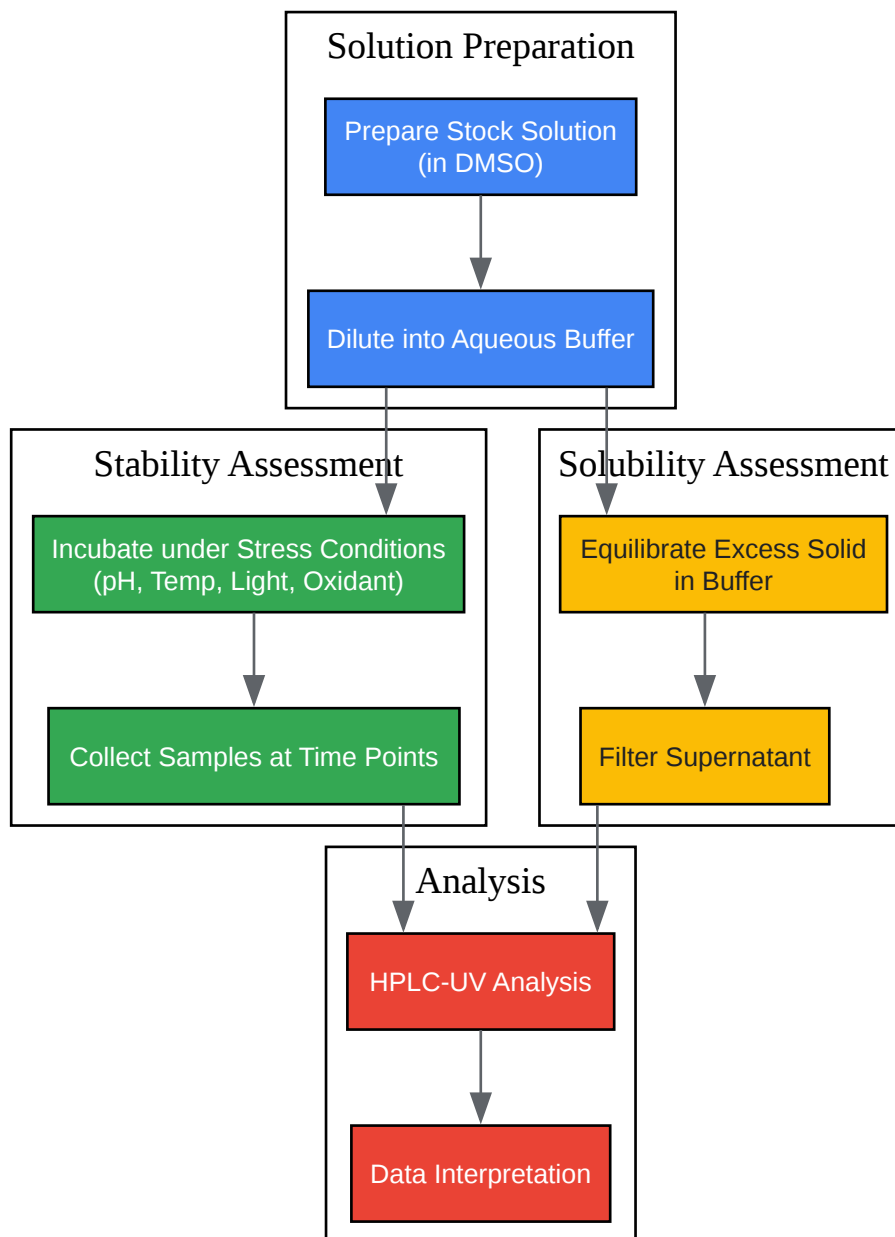 Solution Preparation
Prepare Stock Solution
(in DMSO)
Dilute into Aqueous Buffer
Stability Assessment
Incubate under Stress Conditions
(pH, Temp, Light, Oxidant)
Collect Samples at Time Points
Solubility Assessment
Equilibrate Excess Solid
in Buffer
Filter Supernatant
Analysis
HPLC-UV Analysis
Data Interpretation